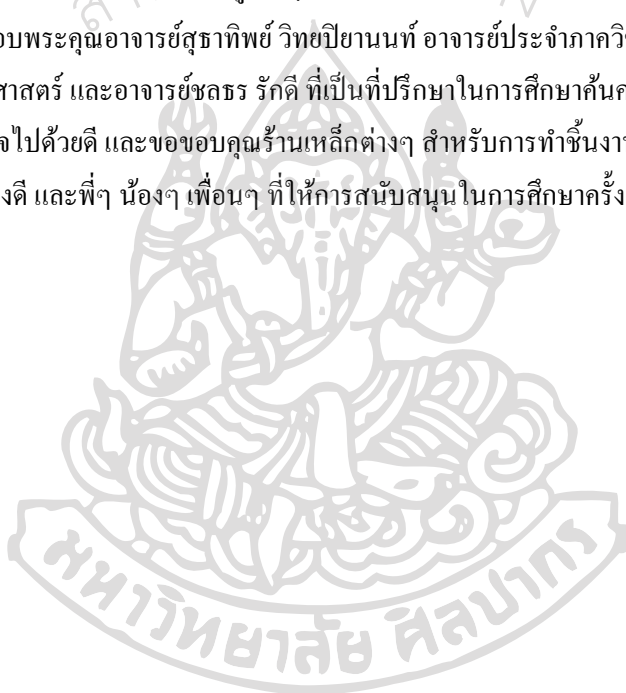 อบพระคุณอาจารย์สุธาทิพย์ วิทยปิยานนท์ อาจารย์ประจำภาควิ
ศาสตร์ และอาจารย์ชลธร รักดี ที่เป็นที่ปรึกษาในการศึกษาค้นค
จไปด้วยดี และขอขอบคุณร้านเหล็กต่างๆ สำหรับการทำชิ้นงา
งดี และพี่ๆ น้องๆ เพื่อนๆ ที่ให้การสนับสนุนในการศึกษาครั้ง
มหาวิทยาลัย ศิลปากร